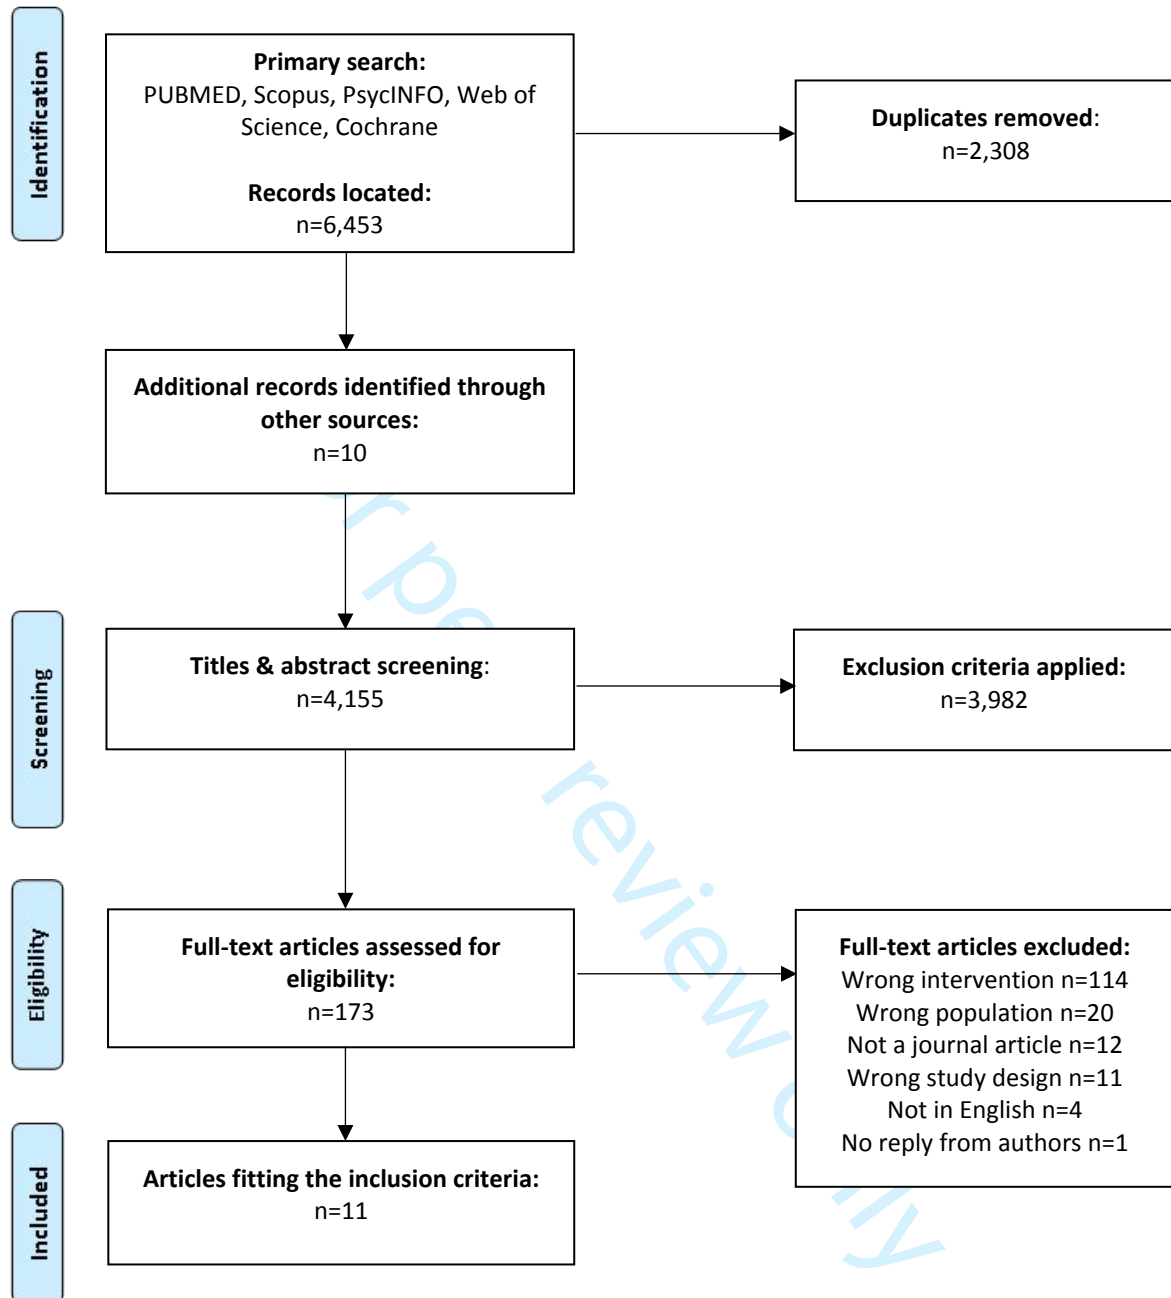 Identification
Primary search:
PUBMED, Scopus, PsycINFO, Web of
Science, Cochrane
Records located:
n=6,453
Duplicates removed:
n=2,308
Additional records identified through
other sources:
n=10
Screening
Titles & abstract screening:
n=4,155
Exclusion criteria applied:
n=3,982
Eligibility
Full-text articles assessed for
eligibility:
n=173
Full-text articles excluded:
Wrong intervention n=114
Wrong population n=20
Not a journal article n=12
Wrong study design n=11
Not in English n=4
No reply from authors n=1
Included
Articles fitting the inclusion criteria:
n=11
review